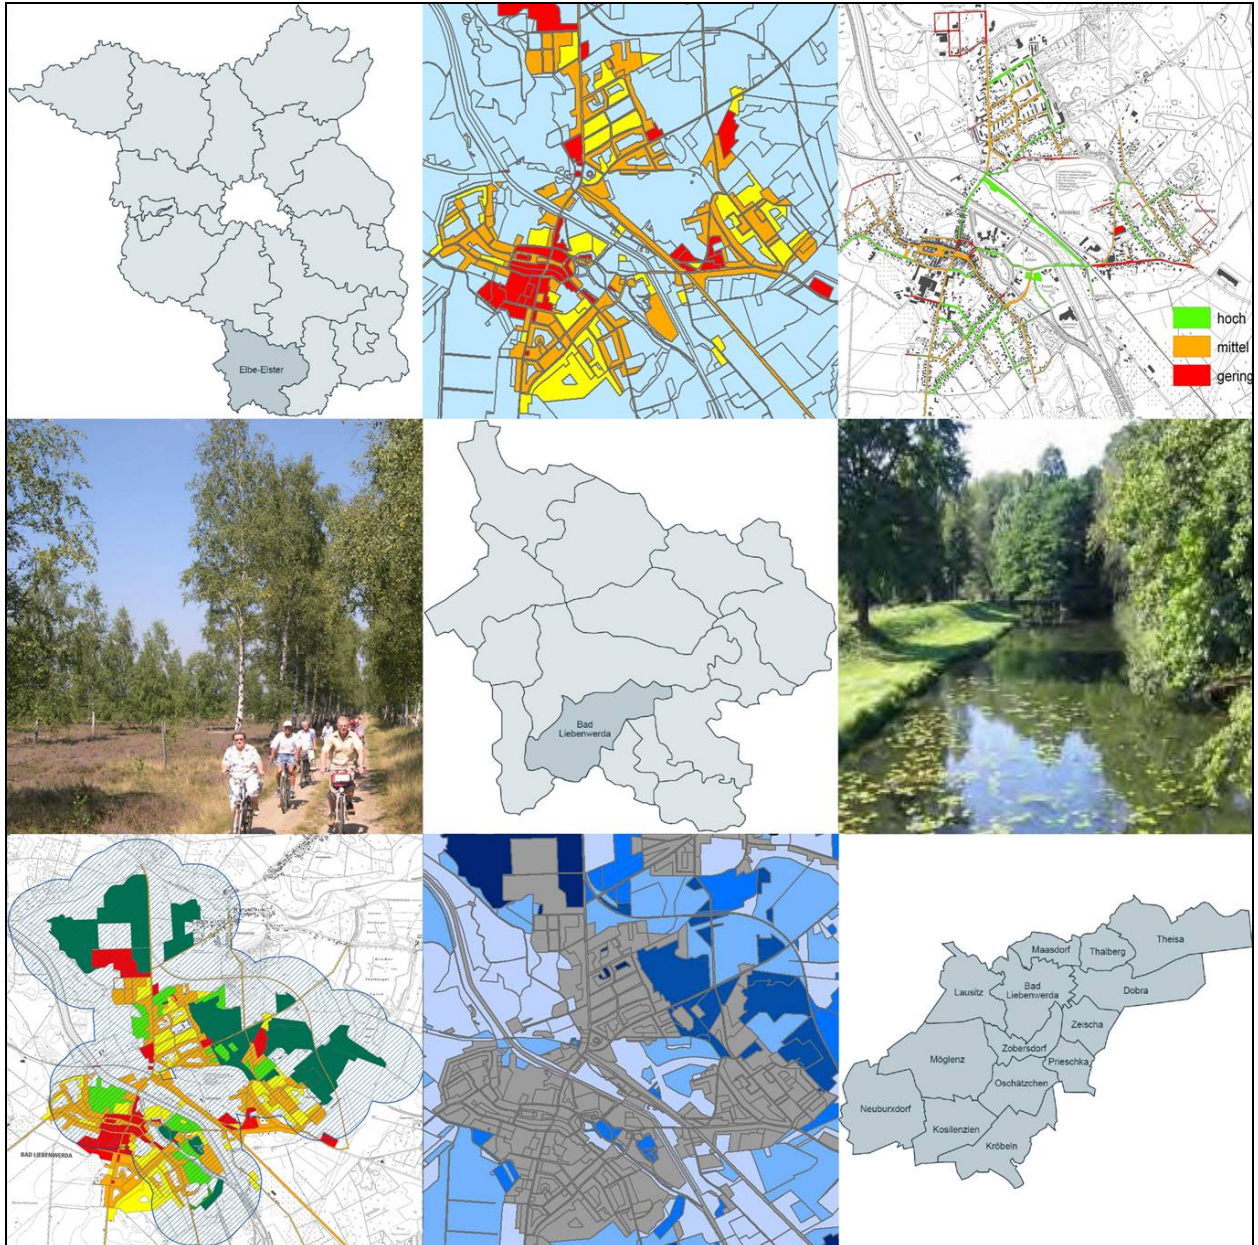 Elbe-Elster
hoch
mittel
gering
Bad
Liebenwerda
BAD LIEBENWERDA
Maasdorf
Thalberg
Theisa
Lausitz
Bad
Liebenwerda
Dobra
Zeischa
Zobersdorf
Prieschka
Möglenz
Oschätzchen
Neuburxdorf
Kosilenzien
Kröbeln